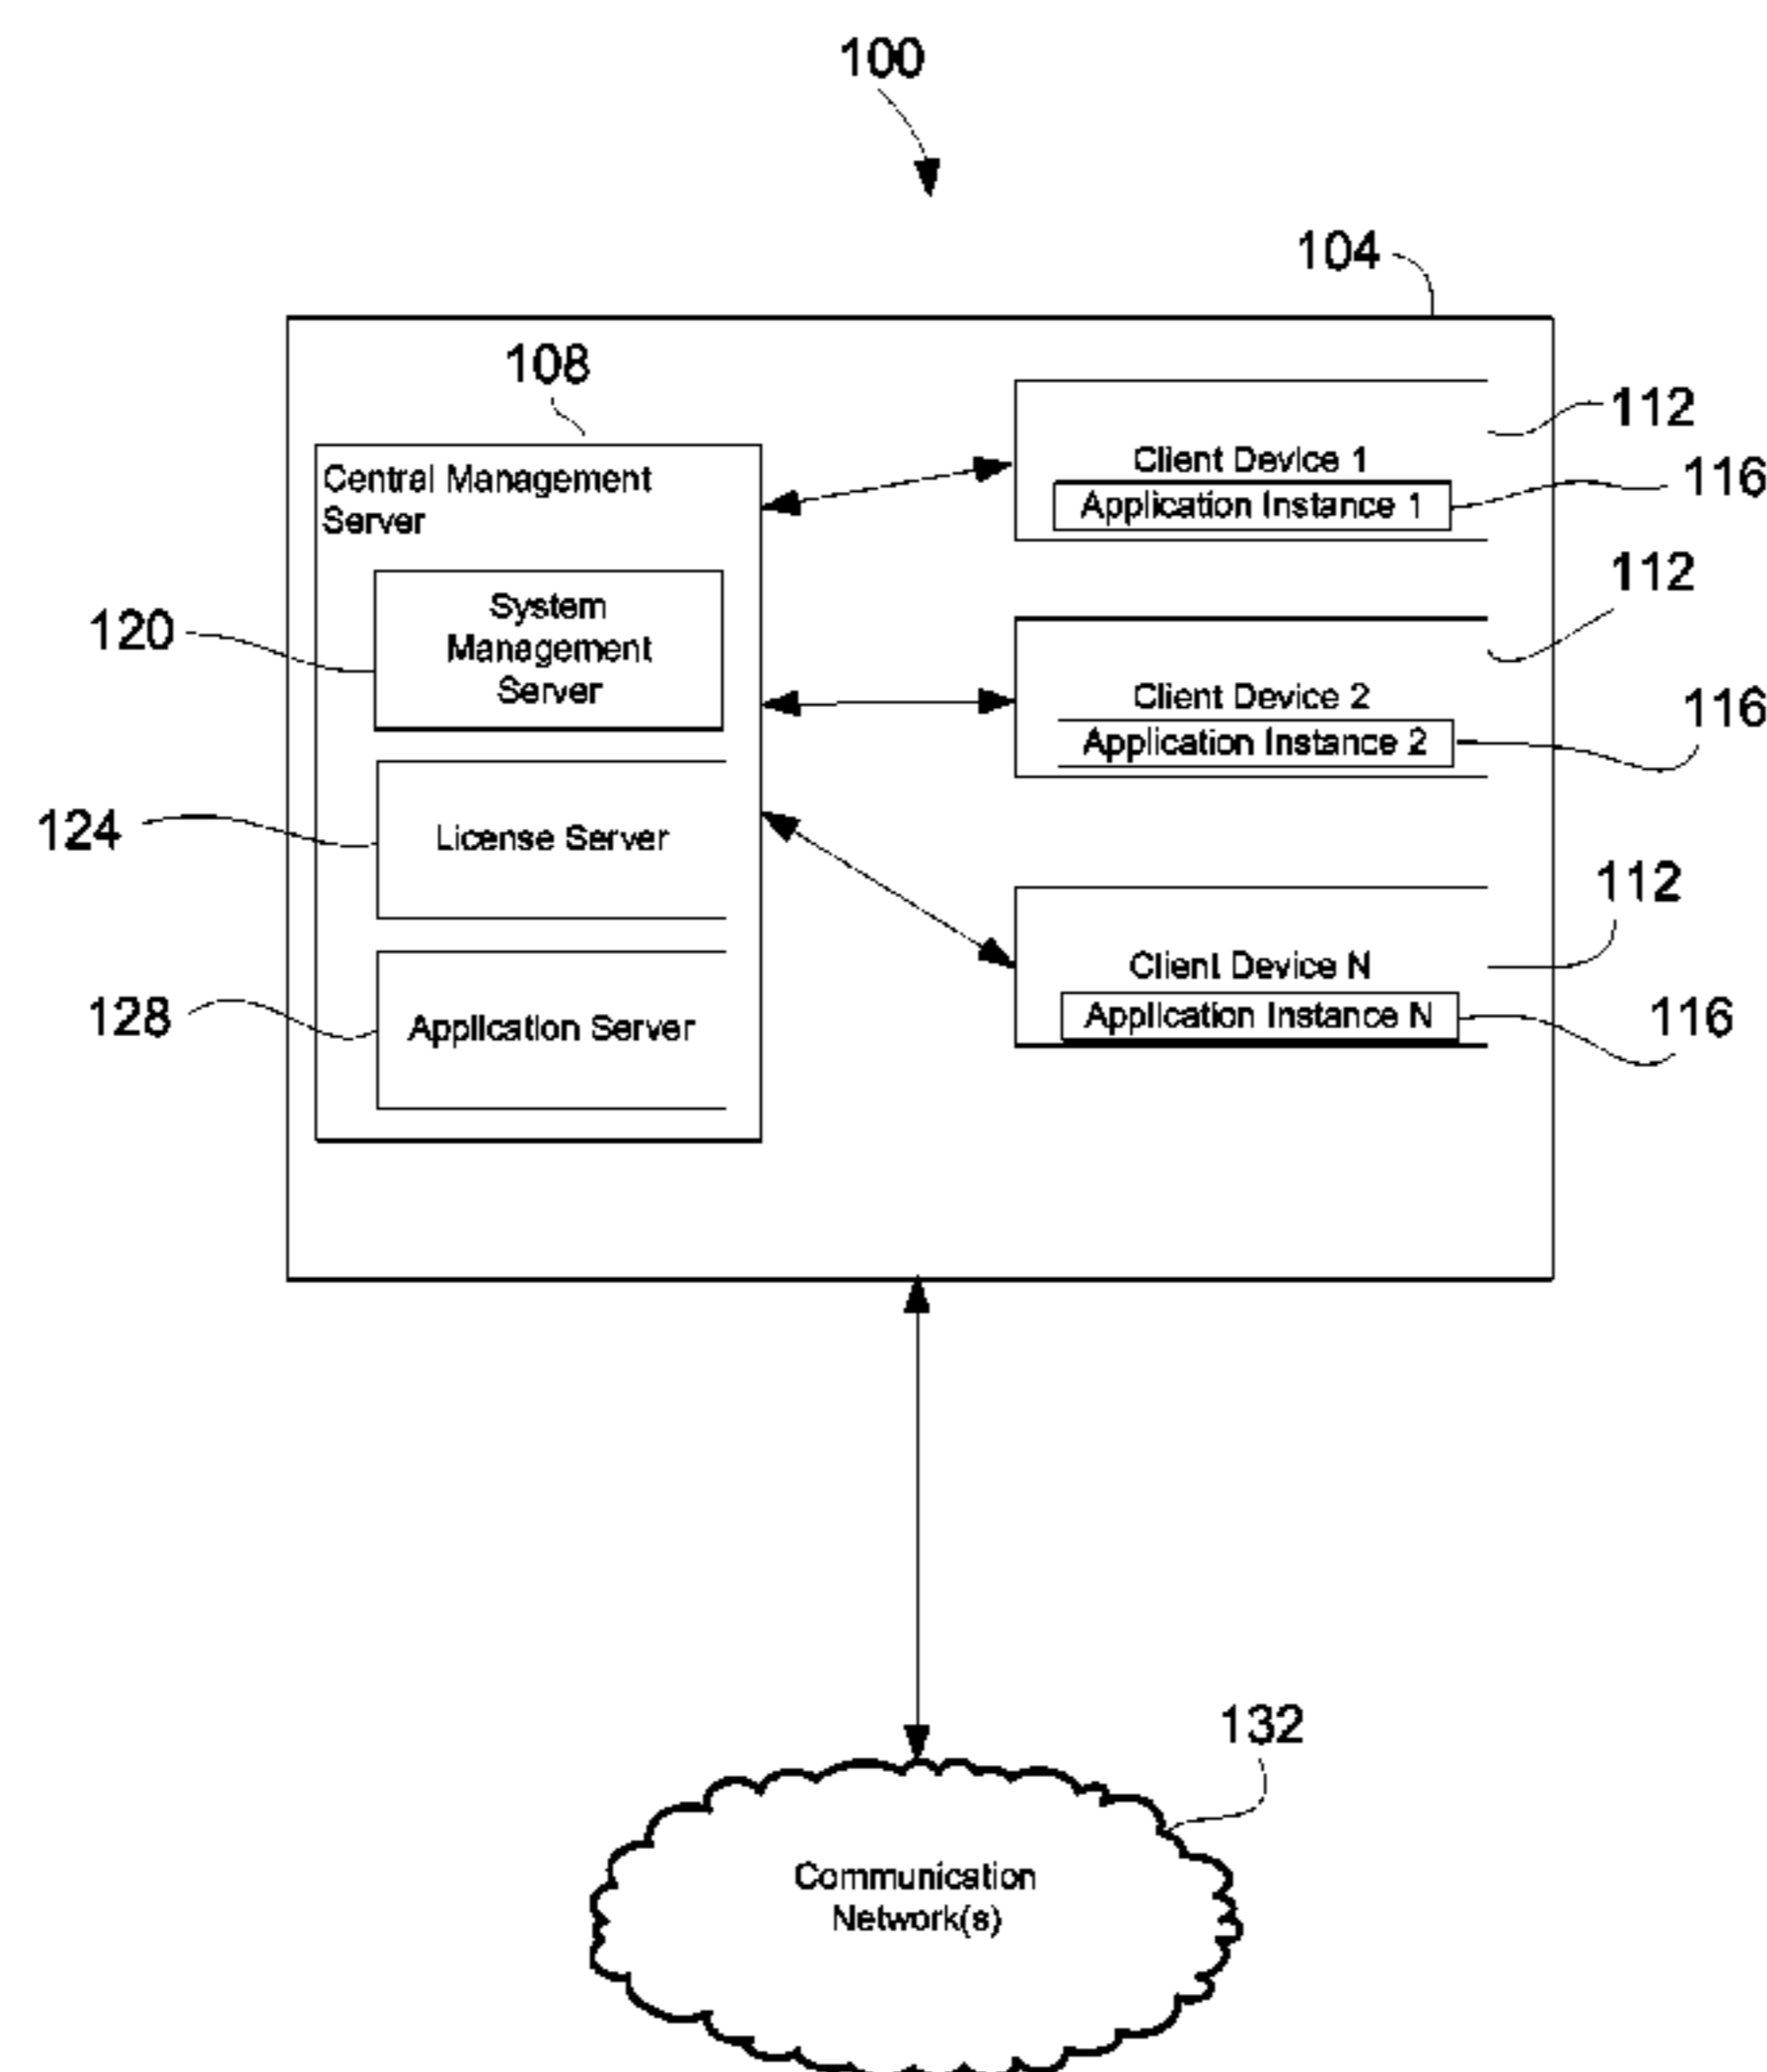 100
104
108
Central Management
Server
System
Management
Server
120
License Server
124
Application Server
128
Client Device 1
Application Instance 1
112
116
Client Device 2
Application Instance 2
112
116
Client Device N
Application Instance N
112
116
132
Communication
Network(s)